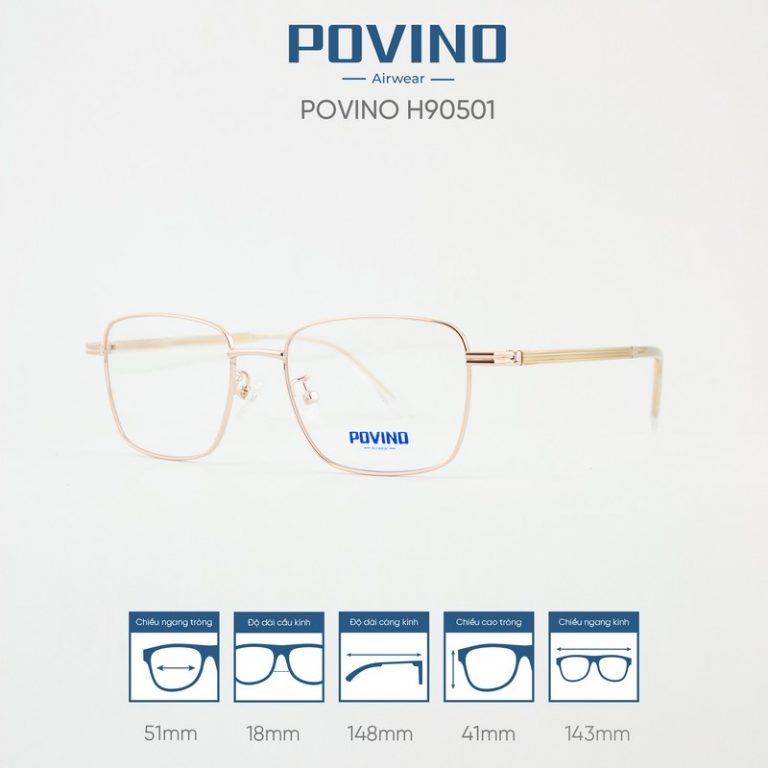 POVINO
Airwear
POVINO H90501
POVINO
Airwear
Chiều ngang tròng Độ dài cầu kính Độ dài càng kính Chiều cao tròng Chiều ngang kính
51mm 18mm 148mm 41mm 143mm